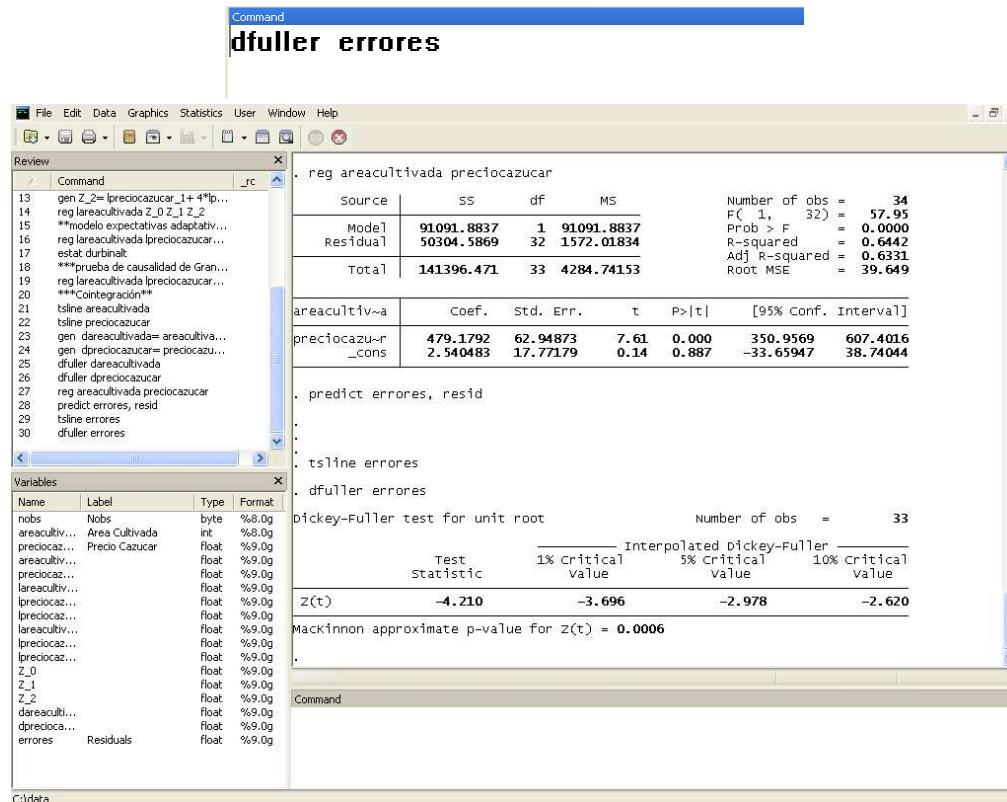 Command
dfuller errores
File Edit Data Graphics Statistics User Window Help
Review
Command _rc
13 gen Z_2= lpreciocazucar_1+ 4*lp...
14 reg lareacultivada Z_0 Z_1 Z_2
15 **modelo expectativas adaptativ...
16 reg lareacultivada lpreciocazucar...
17 estat durbinalt
18 ***prueba de causalidad de Gran...
19 reg lareacultivada lpreciocazucar...
20 ***Cointegración**
21 tsline areacultivada
22 tsline preciocazucar
23 gen dareacultivada= areacultiva...
24 gen dpreciocazucar= preciocazu...
25 dfuller dareacultivada
26 dfuller dpreciocazucar
27 reg areacultivada preciocazucar
28 predict errores, resid
29 tsline errores
30 dfuller errores
Variables
Name Label Type Format
nobs Nobs byte %8.0g
areacultiv... Area Cultivada int %8.0g
preciocaz... Precio Cazucar float %9.0g
areacultiv... float %9.0g
preciocaz... float %9.0g
lareacultiv... float %9.0g
lpreciocaz... float %9.0g
lpreciocaz... float %9.0g
lareacultiv... float %9.0g
lpreciocaz... float %9.0g
lpreciocaz... float %9.0g
Z_0 float %9.0g
Z_1 float %9.0g
Z_2 float %9.0g
dareaculti... float %9.0g
dprecioca... float %9.0g
errores Residuals float %9.0g
. reg areacultivada preciocazucar
Source SS df MS Number of obs = 34
F( 1, 32) = 57.95
Model 91091.8837 1 91091.8837 Prob > F = 0.0000
Residual 50304.5869 32 1572.01834 R-squared = 0.6442
Adj R-squared = 0.6331
Total 141396.471 33 4284.74153 Root MSE = 39.649
areacultiv~a Coef. Std. Err. t P>|t| [95% Conf. Interval]
preciocazu~r 479.1792 62.94873 7.61 0.000 350.9569 607.4016
_cons 2.540483 17.77179 0.14 0.887 -33.65947 38.74044
. predict errores, resid
.
.
. tsline errores
. dfuller errores
Dickey-Fuller test for unit root Number of obs = 33
Interpolated Dickey-Fuller
Test 1% Critical 5% Critical 10% Critical
Statistic Value Value Value
Z(t) -4.210 -3.696 -2.978 -2.620
MacKinnon approximate p-value for Z(t) = 0.0006
.
Command
C:\data